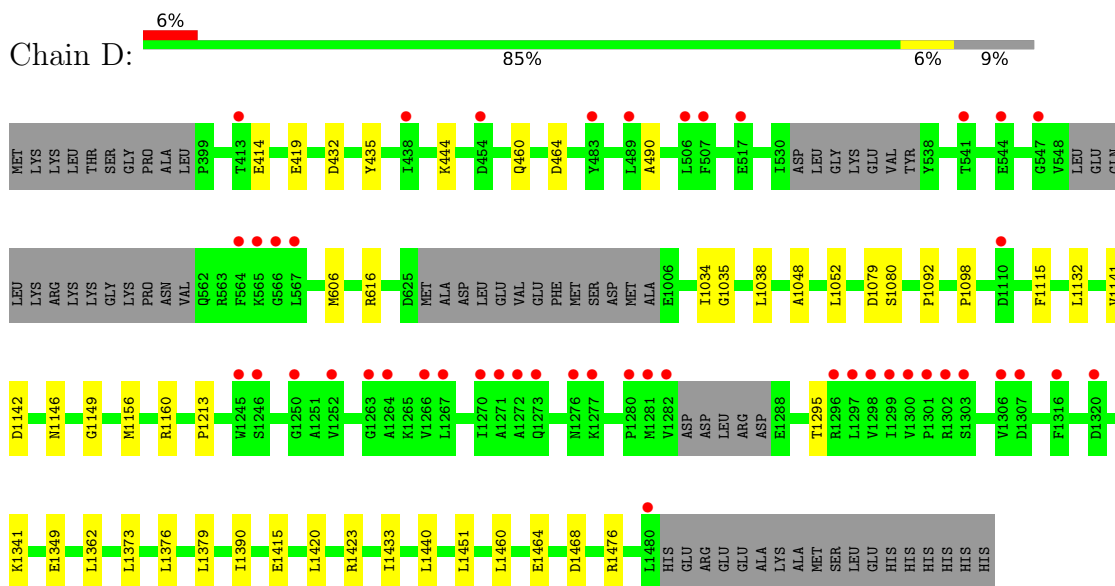 6%
Chain D:
85% 6% 9%
MET LYS LYS LEU THR SER GLY PRO ALA LEU P399 T413 E414 E419 D432 Y435 I438 K444 D454 Q460 D464 Y483 L489 A490 L506 F507 E517 I530 ASP LEU GLY LYS GLU VAL TYR Y538 T541 E544 G547 V548 LEU GLU GLN
LEU LYS ARG LYS LYS GLY LYS PRO ASN VAL Q562 R563 F564 K565 G566 L567 M606 R616 D625 MET ALA ASP LEU GLU VAL GLU PHE MET SER ASP MET ALA E1006 I1034 G1035 L1038 A1048 L1052 D1079 S1080 P1092 P1098 D1110 F1115 L1132
D1142 N1146 G1149 M1156 R1160 P1213 W1245 S1246 G1250 A1251 V1252 G1263 A1264 K1265 V1266 L1267 I1270 A1271 A1272 Q1273 N1276 K1277 P1280 M1281 V1282 ASP ASP LEU ARG ASP E1288 T1295 R1296 L1297 V1298 I1299 V1300 P1301 R1302 S1303 V1306 D1307 F1316 D1320
K1341 E1349 L1362 L1373 L1376 L1379 I1390 E1415 L1420 R1423 I1433 L1440 L1451 L1460 E1464 D1468 R1476 L1480 HIS GLU ARG GLU GLU ALA LYS ALA MET SER LEU GLU HIS HIS HIS HIS HIS HIS